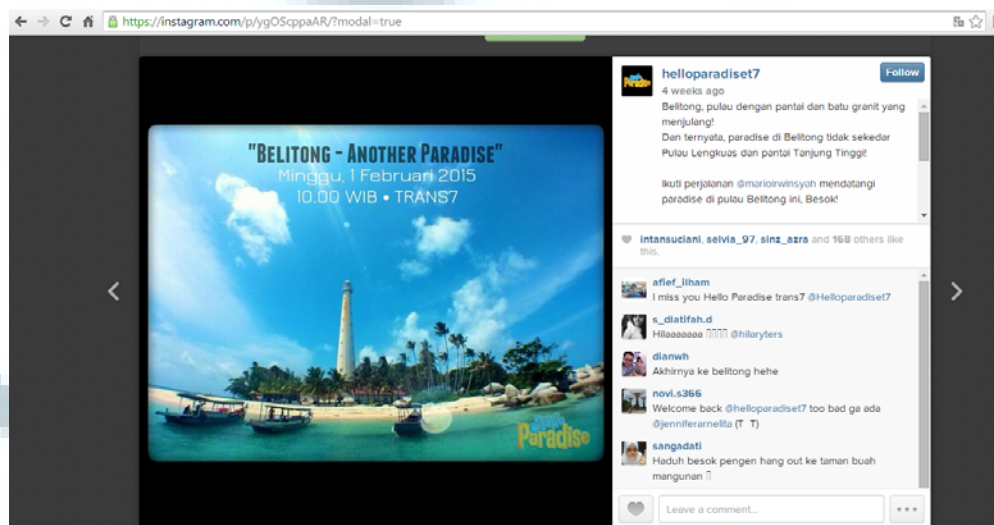 https://instagram.com/p/ygOScppaAR/?modal=true
"BELITONG - ANOTHER PARADISE"
Minggu, 1 Februari 2015
10.00 WIB • TRANS7
Hello
Paradise
helloparadiset7
Follow
4 weeks ago
Belitong, pulau dengan pantai dan batu granit yang
menjulang!
Dan ternyata, paradise di Belitong tidak sekedar
Pulau Lengkuas dan pantai Tanjung Tinggi!
Ikuti perjalanan @marioirwinsyah mendatangi
paradise di pulau Belitong ini, Besok!
intansuciani, selvia_97, sinz_azra and 168 others like
this.
afief_ilham
I miss you Hello Paradise trans7 @Helloparadiset7
s_dlatifah.d
Hilaaaaaaa @hilaryters
dianwh
Akhirnya ke belitong hehe
novi.s366
Welcome back @helloparadiset7 too bad ga ada
@jenniferarnelita (T T)
sangadati
Haduh besok pengen hang out ke taman buah
mangunan
Leave a comment...